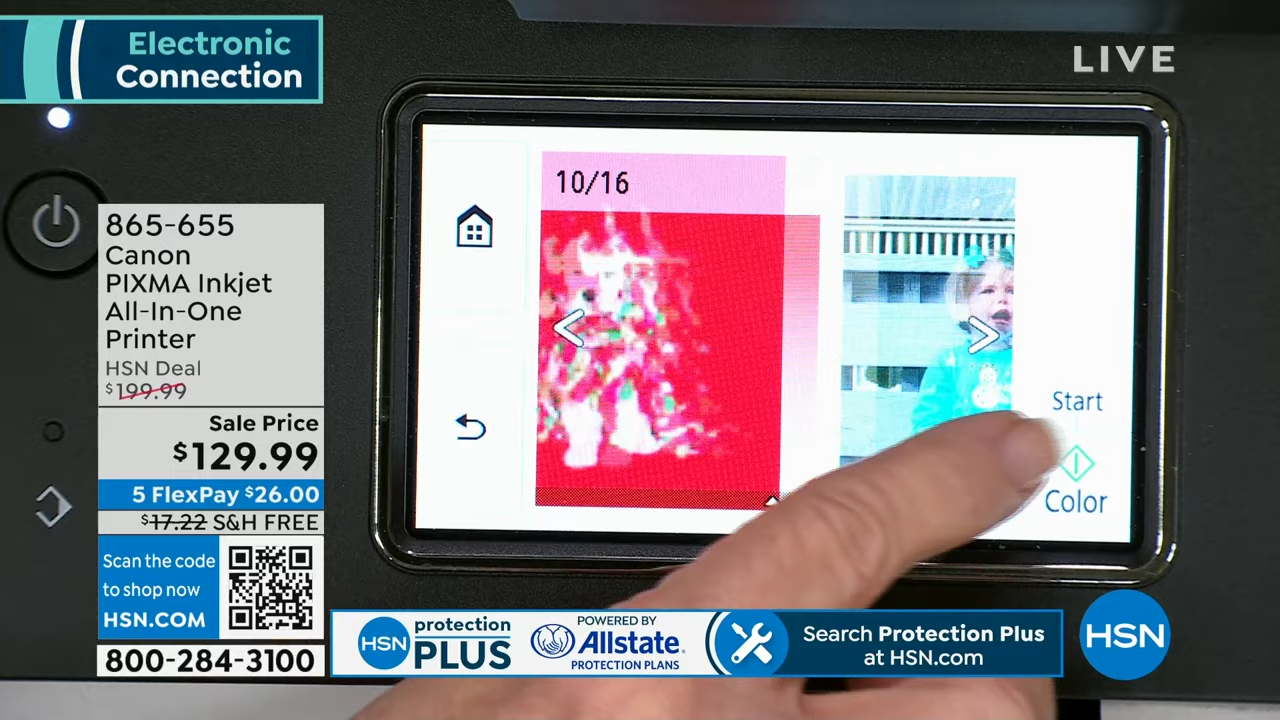 Electronic
Connection
LIVE
865-655
Canon
PIXMA Inkjet
All-In-One
Printer
HSN Deal
$199.99
Sale Price
$129.99
5 FlexPay $26.00
$17.22 S&H FREE
Scan the code
to shop now
HSN.COM
800-284-3100
10/16
Start
Color
HSN protection
PLUS
POWERED BY
Allstate.
PROTECTION PLANS
Search Protection Plus
at HSN.com
HSN